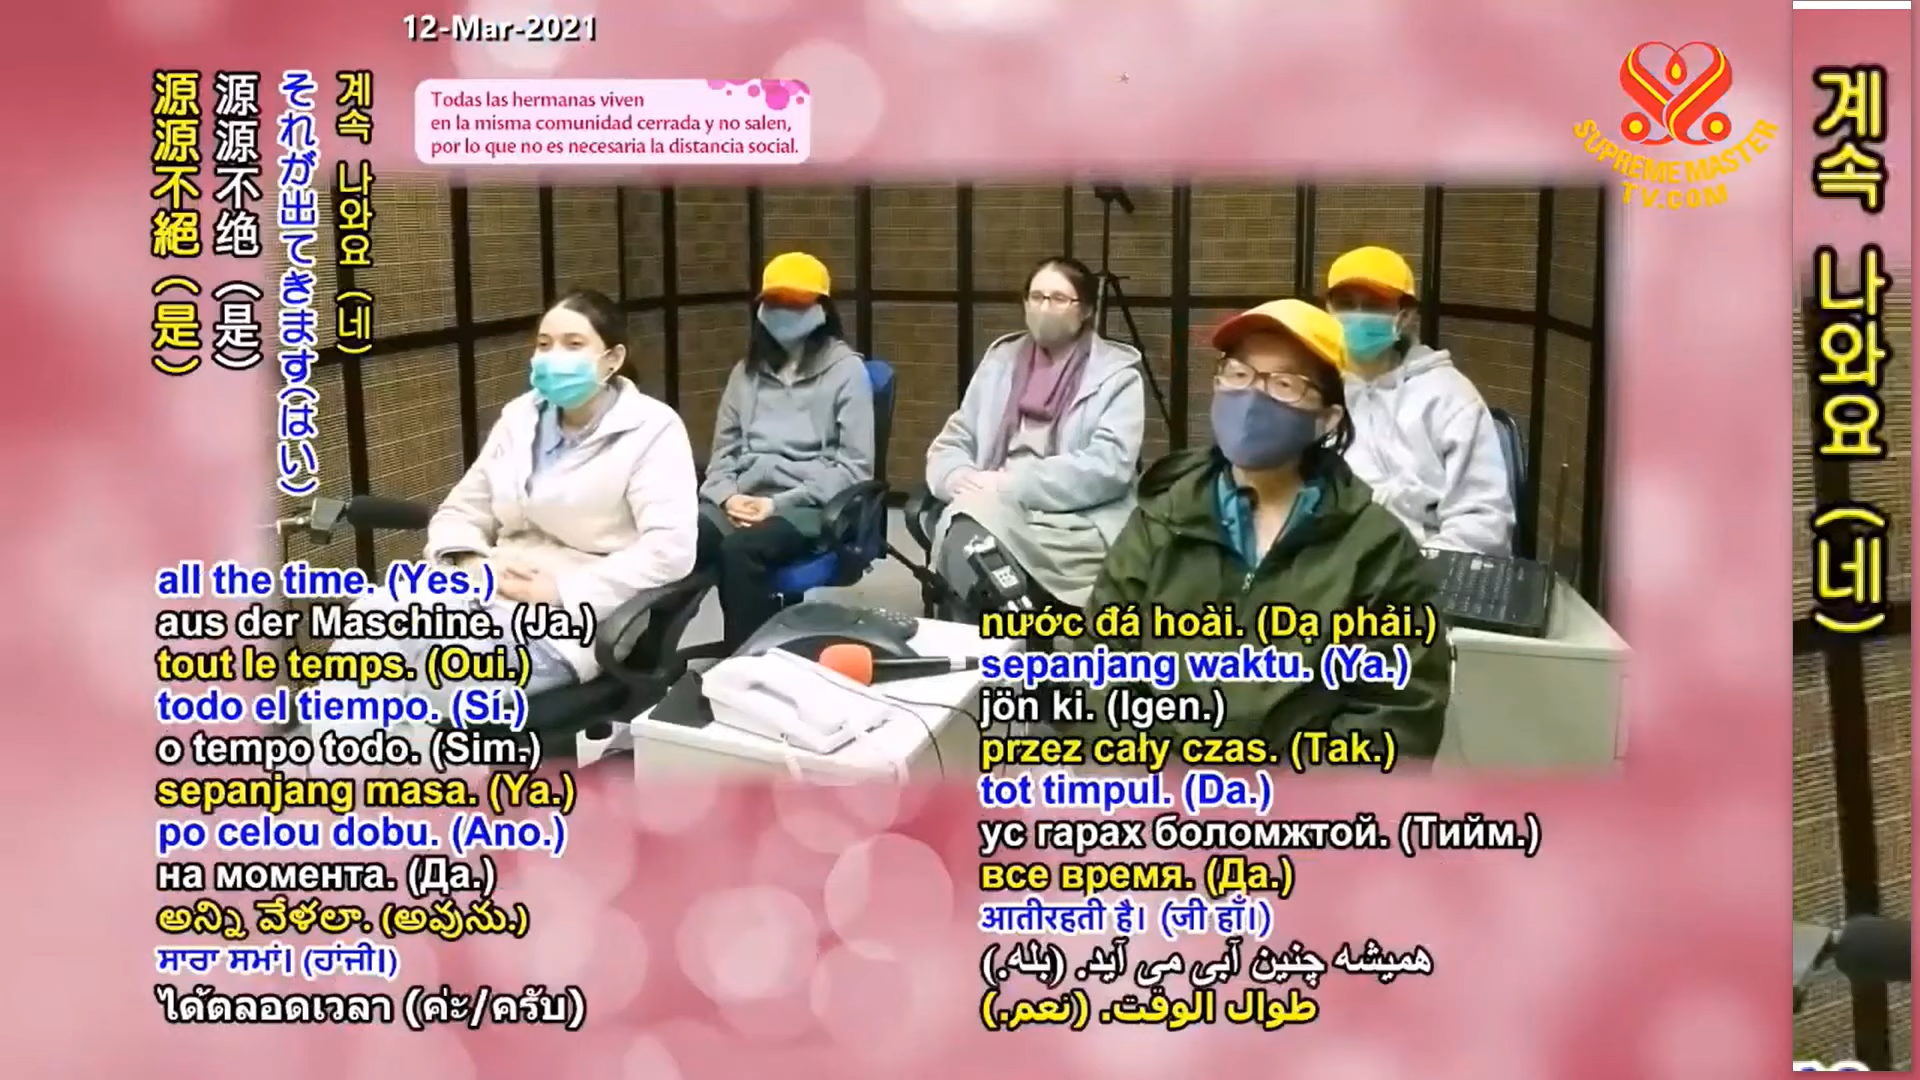 12-Mar-2021
Todas las hermanas viven
en la misma comunidad cerrada y no salen,
por lo que no es necesaria la distancia social.
SUPREME MASTER
TV.COM
계속 나와요 (네)
それが出てきます(はい)
源源不绝 (是)
源源不絕 (是)
all the time. (Yes.)
aus der Maschine. (Ja.)
tout le temps. (Oui.)
todo el tiempo. (Sí.)
o tempo todo. (Sim.)
sepanjang masa. (Ya.)
po celou dobu. (Ano.)
на момента. (Да.)
అన్ని వేళలా. (అవును.)
ਸਾਰਾ ਸਮਾਂ। (ਹਾਂਜੀ।)
ได้ตลอดเวลา (ค่ะ/ครับ)
nước đá hoài. (Dạ phải.)
sepanjang waktu. (Ya.)
jön ki. (Igen.)
przez cały czas. (Tak.)
tot timpul. (Da.)
ус гарах боломжтой. (Тийм.)
все время. (Да.)
आतीरहती है। (जी हाँ।)
همیشه چنین آبی می آید. (بله.)
طوال الوقت. (نعم.)
계속 나와요 (네)